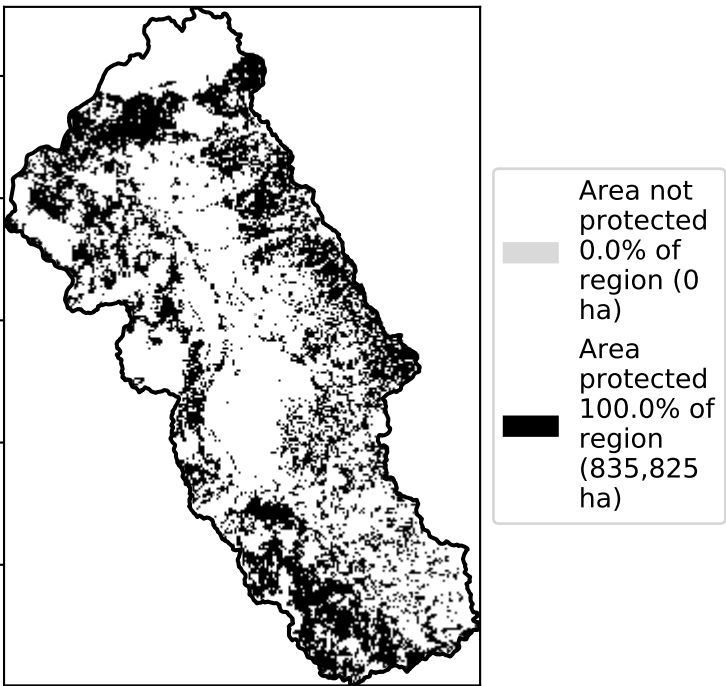 Area not
protected
0.0% of
region (0
ha)
Area
protected
100.0% of
region
(835,825
ha)